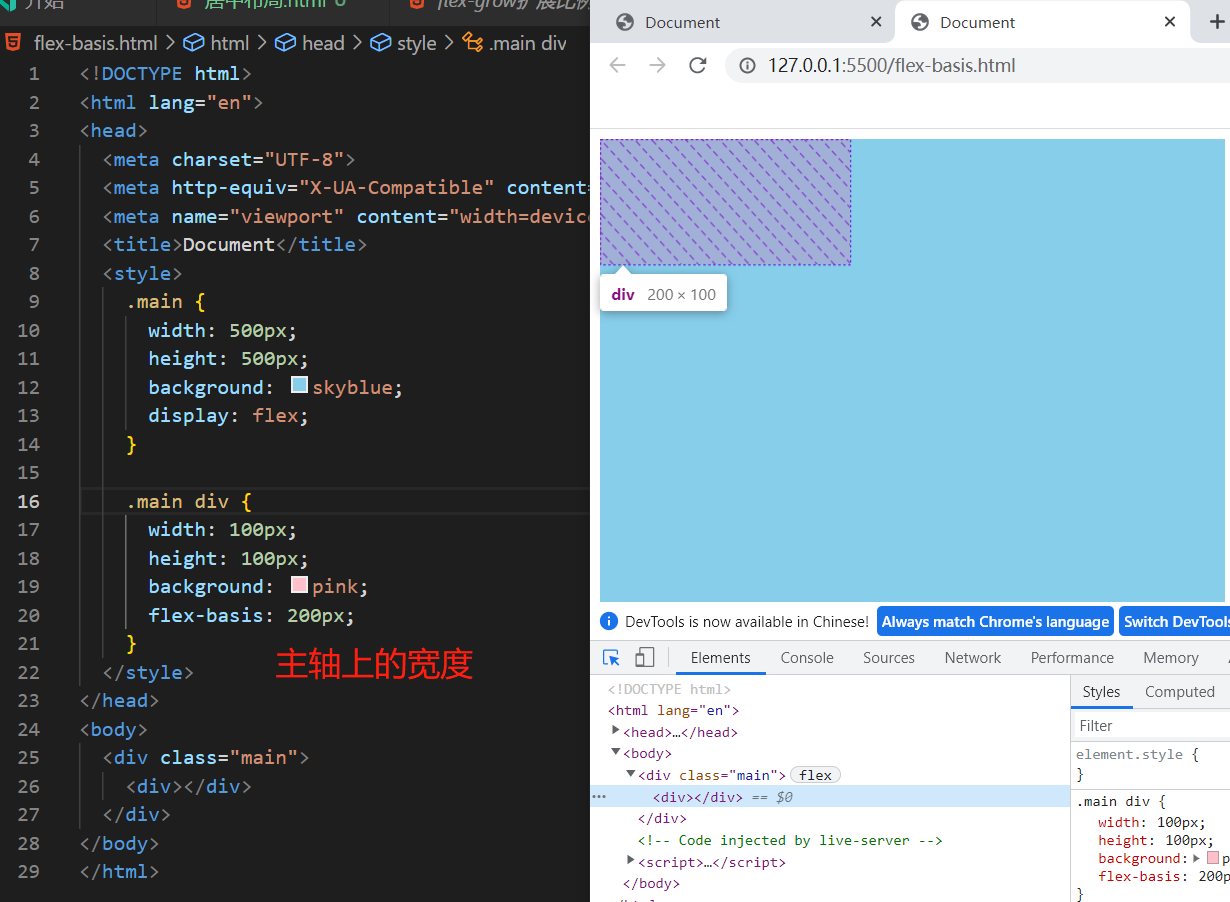 开始
居中布局.html
flex-grow扩展比例
flex-basis.html > html > head > style > .main div
1 <!DOCTYPE html>
2 <html lang="en">
3 <head>
4 <meta charset="UTF-8">
5 <meta http-equiv="X-UA-Compatible" content=
6 <meta name="viewport" content="width=device
7 <title>Document</title>
8 <style>
9 .main {
10 width: 500px;
11 height: 500px;
12 background: skyblue;
13 display: flex;
14 }
15
16 .main div {
17 width: 100px;
18 height: 100px;
19 background: pink;
20 flex-basis: 200px;
21 }
主轴上的宽度
22 </style>
23 </head>
24 <body>
25 <div class="main">
26 <div></div>
27 </div>
28 </body>
29 </html>
Document
Document
127.0.0.1:5500/flex-basis.html
div 200 × 100
DevTools is now available in Chinese! Always match Chrome's language Switch DevTools
Elements Console Sources Network Performance Memory
<!DOCTYPE html>
<html lang="en">
<head>…</head>
<body>
<div class="main"> flex
<div></div> == $0
</div>
<!-- Code injected by live-server -->
<script>…</script>
</body>
Styles Computed
Filter
element.style {
}
.main div {
width: 100px;
height: 100px;
background: p
flex-basis: 200p
}